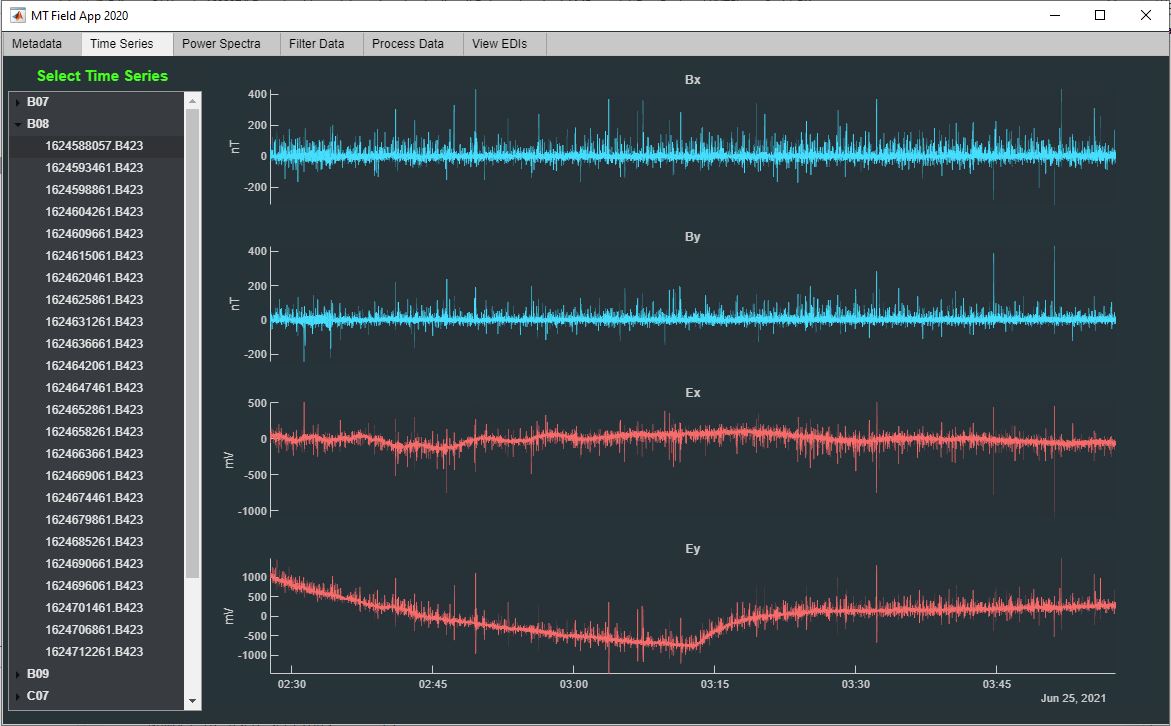 MT Field App 2020
Metadata Time Series Power Spectra Filter Data Process Data View EDIs
Select Time Series
B07
B08
1624588057.B423
1624593461.B423
1624598861.B423
1624604261.B423
1624609661.B423
1624615061.B423
1624620461.B423
1624625861.B423
1624631261.B423
1624636661.B423
1624642061.B423
1624647461.B423
1624652861.B423
1624658261.B423
1624663661.B423
1624669061.B423
1624674461.B423
1624679861.B423
1624685261.B423
1624690661.B423
1624696061.B423
1624701461.B423
1624706861.B423
1624712261.B423
B09
C07
Bx
400
200
0
-200
nT
By
400
200
0
-200
nT
Ex
500
0
-500
-1000
mV
Ey
1000
500
0
-500
-1000
mV
02:30 02:45 03:00 03:15 03:30 03:45
Jun 25, 2021